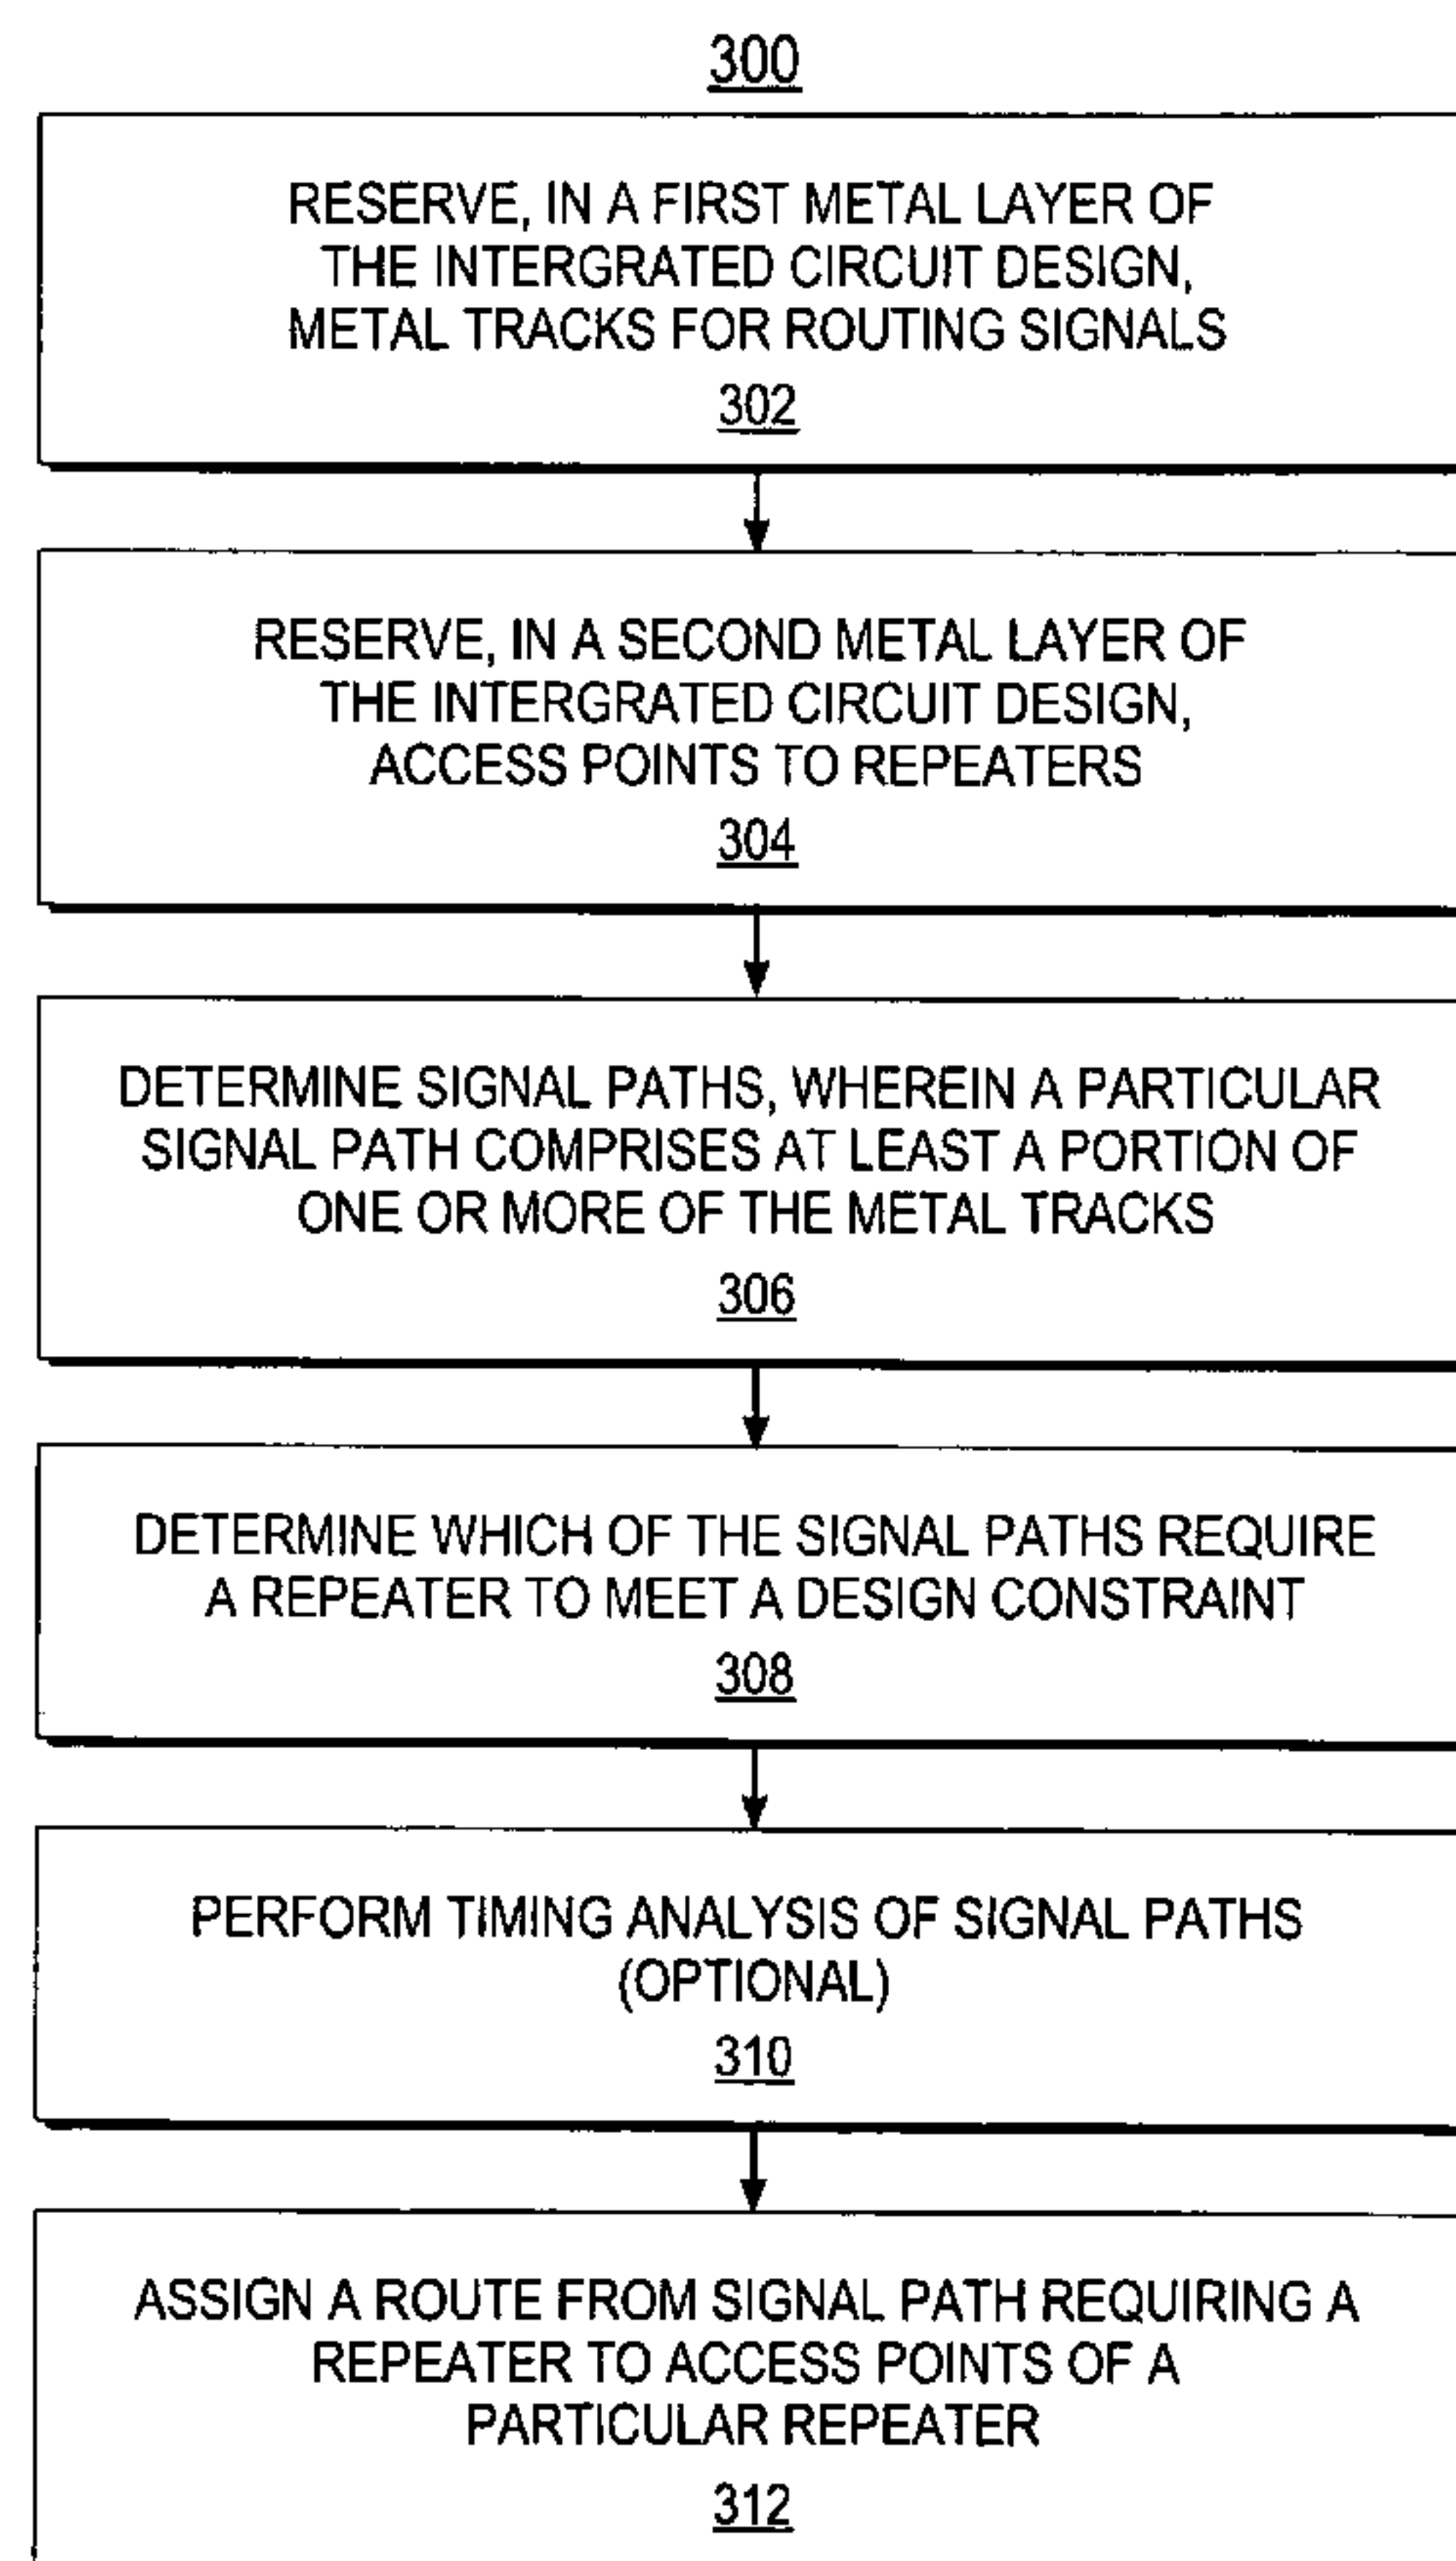 300
RESERVE, IN A FIRST METAL LAYER OF
THE INTERGRATED CIRCUIT DESIGN,
METAL TRACKS FOR ROUTING SIGNALS
302
RESERVE, IN A SECOND METAL LAYER OF
THE INTERGRATED CIRCUIT DESIGN,
ACCESS POINTS TO REPEATERS
304
DETERMINE SIGNAL PATHS, WHEREIN A PARTICULAR
SIGNAL PATH COMPRISES AT LEAST A PORTION OF
ONE OR MORE OF THE METAL TRACKS
306
DETERMINE WHICH OF THE SIGNAL PATHS REQUIRE
A REPEATER TO MEET A DESIGN CONSTRAINT
308
PERFORM TIMING ANALYSIS OF SIGNAL PATHS
(OPTIONAL)
310
ASSIGN A ROUTE FROM SIGNAL PATH REQUIRING A
REPEATER TO ACCESS POINTS OF A
PARTICULAR REPEATER
312